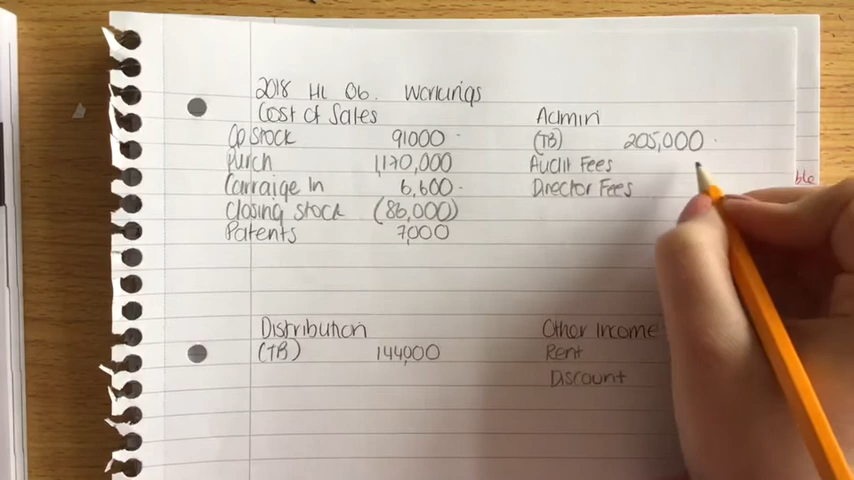 2018 HL Q6. Workings
Cost of Sales
Op Stock 91000
Purch 1,170,000
Carraige In 6,600
Closing Stock (86,000)
Patents 7,000
Admin
(TB) 205,000
Audit Fees
Director Fees
Distribution
(TB) 144,000
Other Income
Rent
Discount